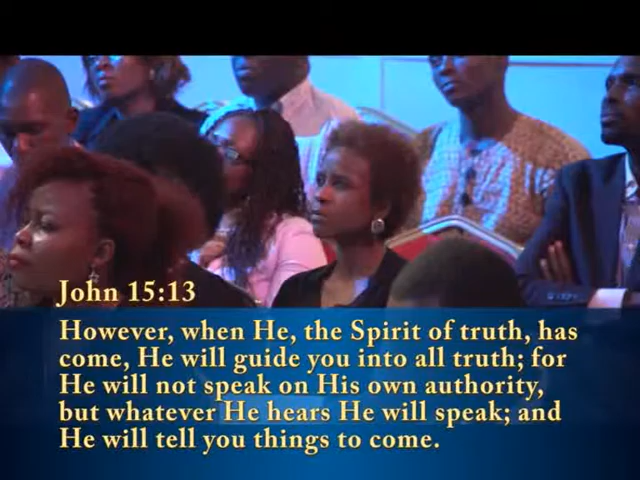 John 15:13
However, when He, the Spirit of truth, has
come, He will guide you into all truth; for
He will not speak on His own authority,
but whatever He hears He will speak; and
He will tell you things to come.